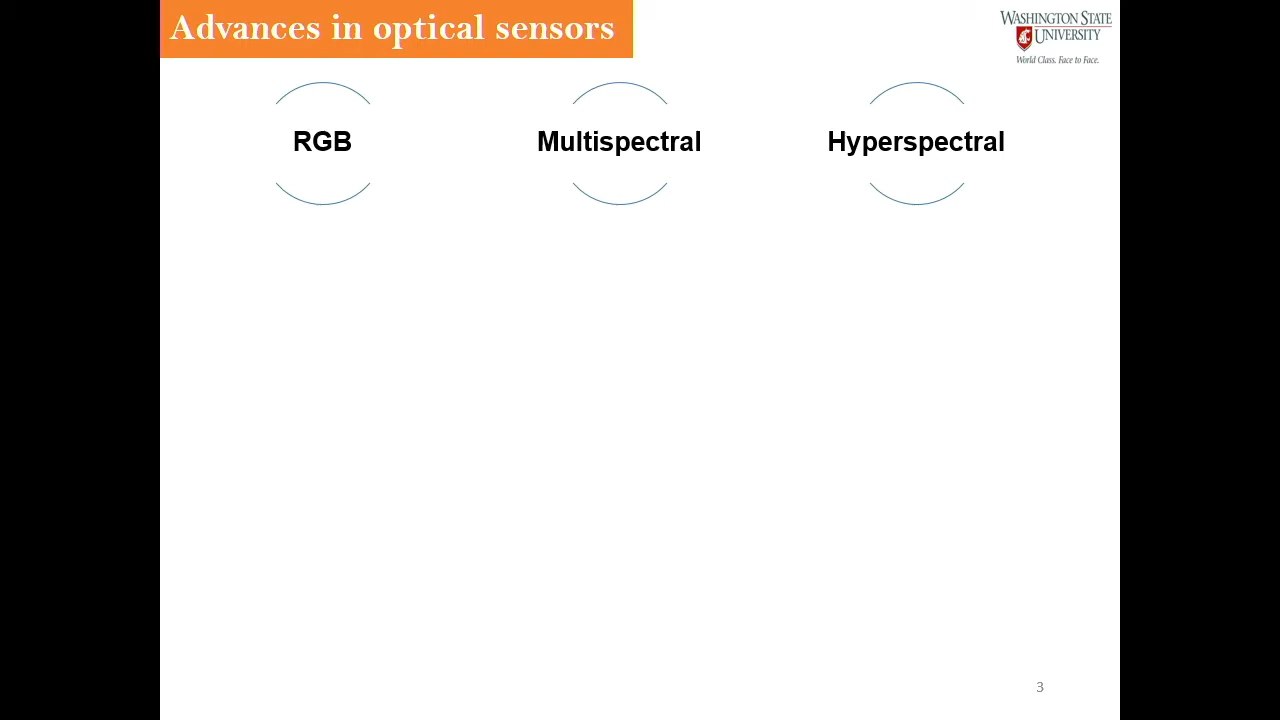 Advances in optical sensors
WASHINGTON STATE
UNIVERSITY
World Class. Face to Face.
RGB
Multispectral
Hyperspectral
3